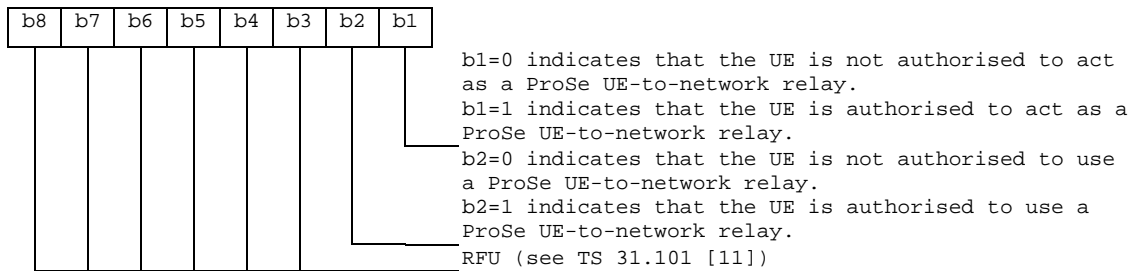 b8 b7 b6 b5 b4 b3 b2 b1
b1=0 indicates that the UE is not authorised to act
as a ProSe UE-to-network relay.
b1=1 indicates that the UE is authorised to act as a
ProSe UE-to-network relay.
b2=0 indicates that the UE is not authorised to use
a ProSe UE-to-network relay.
b2=1 indicates that the UE is authorised to use a
ProSe UE-to-network relay.
RFU (see TS 31.101 [11])